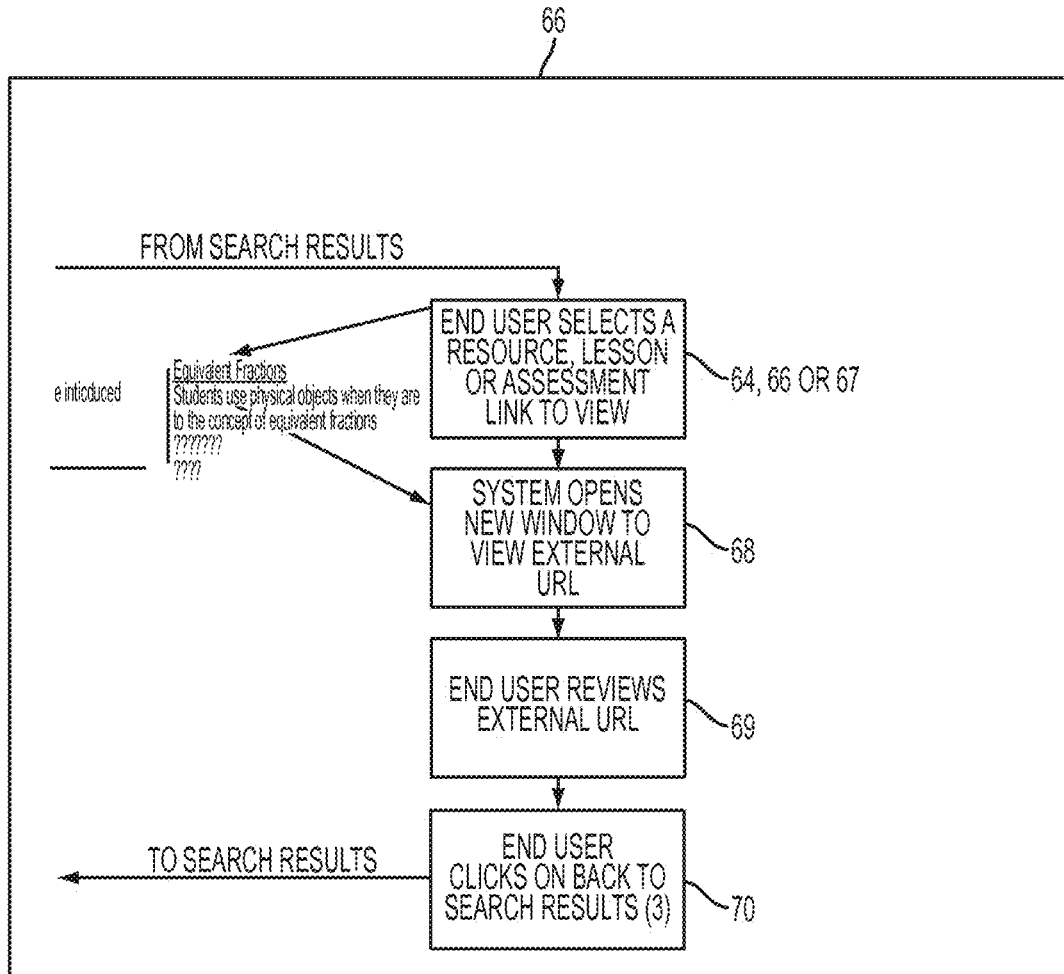 66
FROM SEARCH RESULTS
END USER SELECTS A
RESOURCE, LESSON
OR ASSESSMENT
LINK TO VIEW
64, 66 OR 67
e inticduced
Equivalent Fractions
Students use physical objects when they are
to the concept of equivalent fractions
???????
????
SYSTEM OPENS
NEW WINDOW TO
VIEW EXTERNAL
URL
68
END USER REVIEWS
EXTERNAL URL
69
TO SEARCH RESULTS
END USER
CLICKS ON BACK TO
SEARCH RESULTS (3)
70